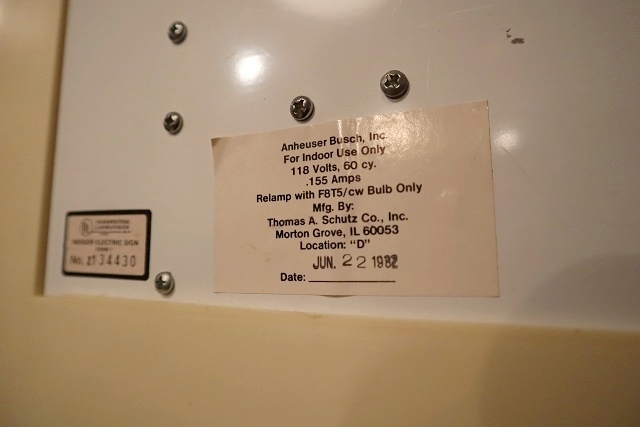 Anheuser Busch, Inc.
For Indoor Use Only
118 Volts, 60 cy.
.155 Amps
Relamp with F8T5/cw Bulb Only
Mfg. By:
Thomas A. Schutz Co., Inc.
Morton Grove, IL 60053
Location: "D"
JUN. 22 1982
Date:
UL
INDOOR ELECTRIC SIGN
No.